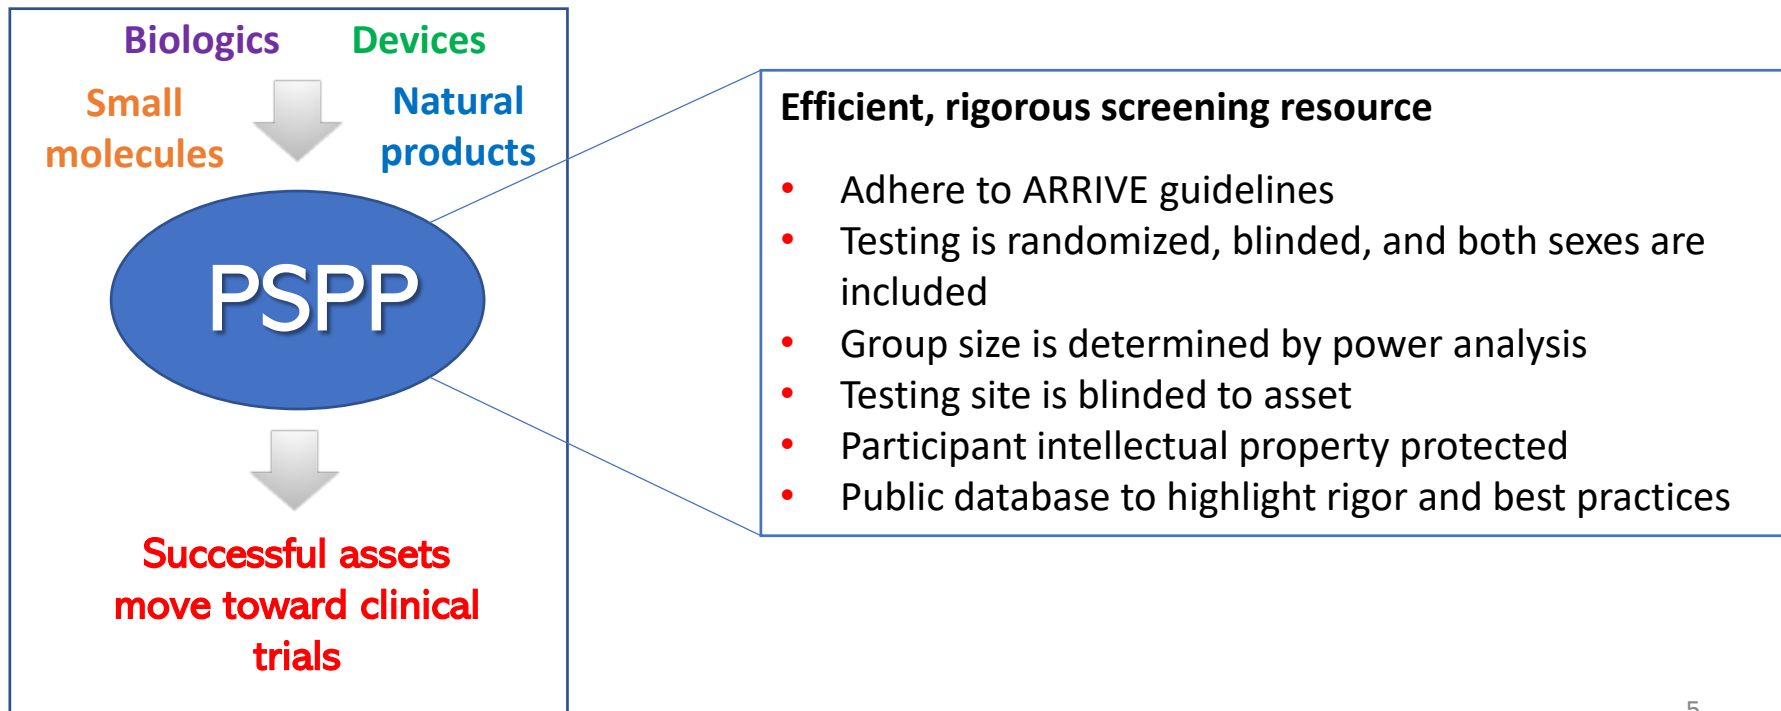 Biologics Devices
Small
molecules
Natural
products
PSPP
Successful assets
move toward clinical
trials
Efficient, rigorous screening resource
• Adhere to ARRIVE guidelines
• Testing is randomized, blinded, and both sexes are
included
• Group size is determined by power analysis
• Testing site is blinded to asset
• Participant intellectual property protected
• Public database to highlight rigor and best practices
5